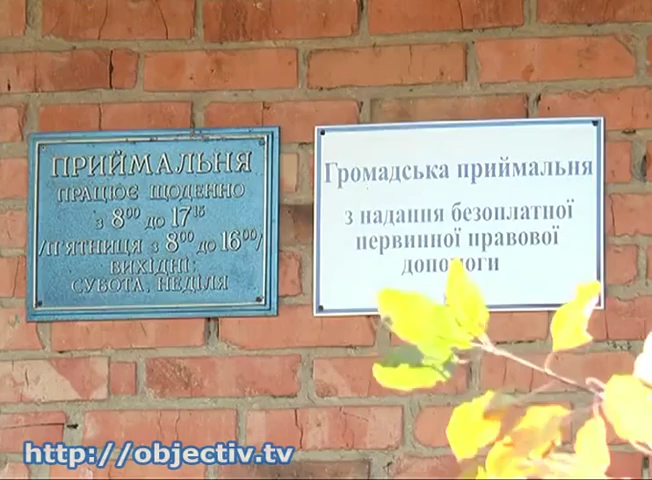 ПРИЙМАЛЬНЯ
ПРАЦЮЄ ЩОДЕННО
з 8⁰⁰ до 17¹⁵
/П'ЯТНИЦЯ з 8⁰⁰ до 16⁰⁰/
ВИХІДНІ:
СУБОТА, НЕДІЛЯ
Громадська приймальня
з надання безоплатної
первинної правової
допомоги
http://objectiv.tv